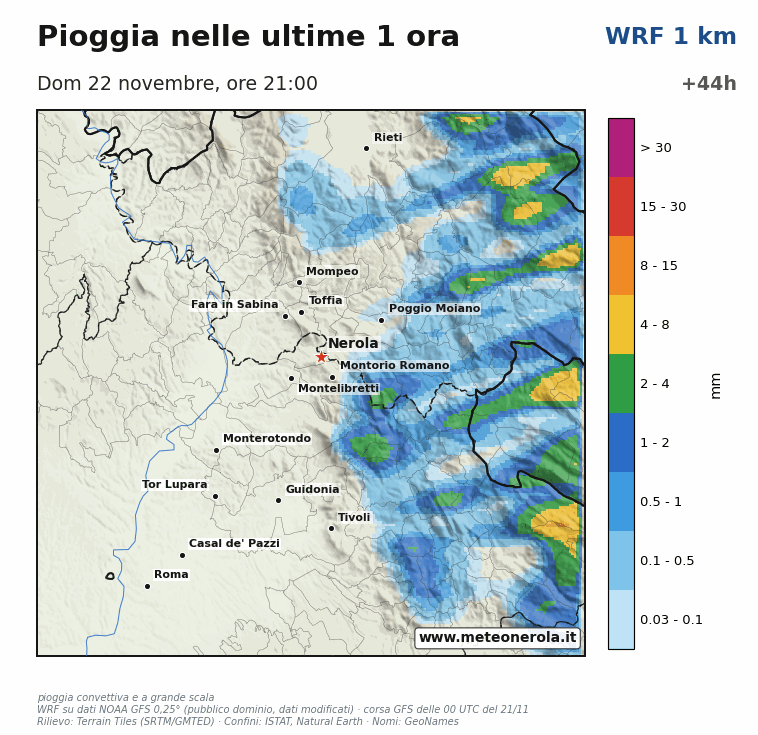 Pioggia nelle ultime 1 ora
WRF 1 km
Dom 22 novembre, ore 21:00
+44h
Rieti
Mompeo
Fara in Sabina
Toffia
Poggio Moiano
Nerola
Montorio Romano
Montelibretti
Monterotondo
Tor Lupara
Guidonia
Tivoli
Casal de' Pazzi
Roma
www.meteonerola.it
> 30
15 - 30
8 - 15
4 - 8
2 - 4
1 - 2
0.5 - 1
0.1 - 0.5
0.03 - 0.1
mm
pioggia convettiva e a grande scala
WRF su dati NOAA GFS 0,25° (pubblico dominio, dati modificati) · corsa GFS delle 00 UTC del 21/11
Rilievo: Terrain Tiles (SRTM/GMTED) · Confini: ISTAT, Natural Earth · Nomi: GeoNames